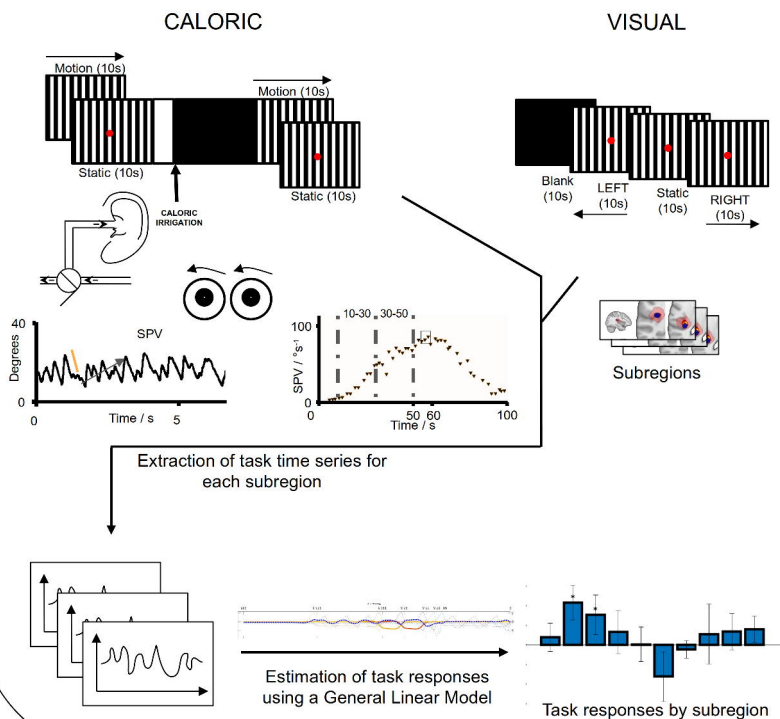 CALORIC
VISUAL
Motion (10s)
Motion (10s)
Static (10s)
Static (10s)
CALORIC
IRRIGATION
Blank
(10s)
LEFT
(10s)
Static
(10s)
RIGHT
(10s)
40
Degrees
0
SPV
0
Time / s
5
10-30
30-50
100
SPV / °s⁻¹
0
0
50
60
100
Time / s
Subregions
Extraction of task time series for
each subregion
Estimation of task responses
using a General Linear Model
*
*
Task responses by subregion